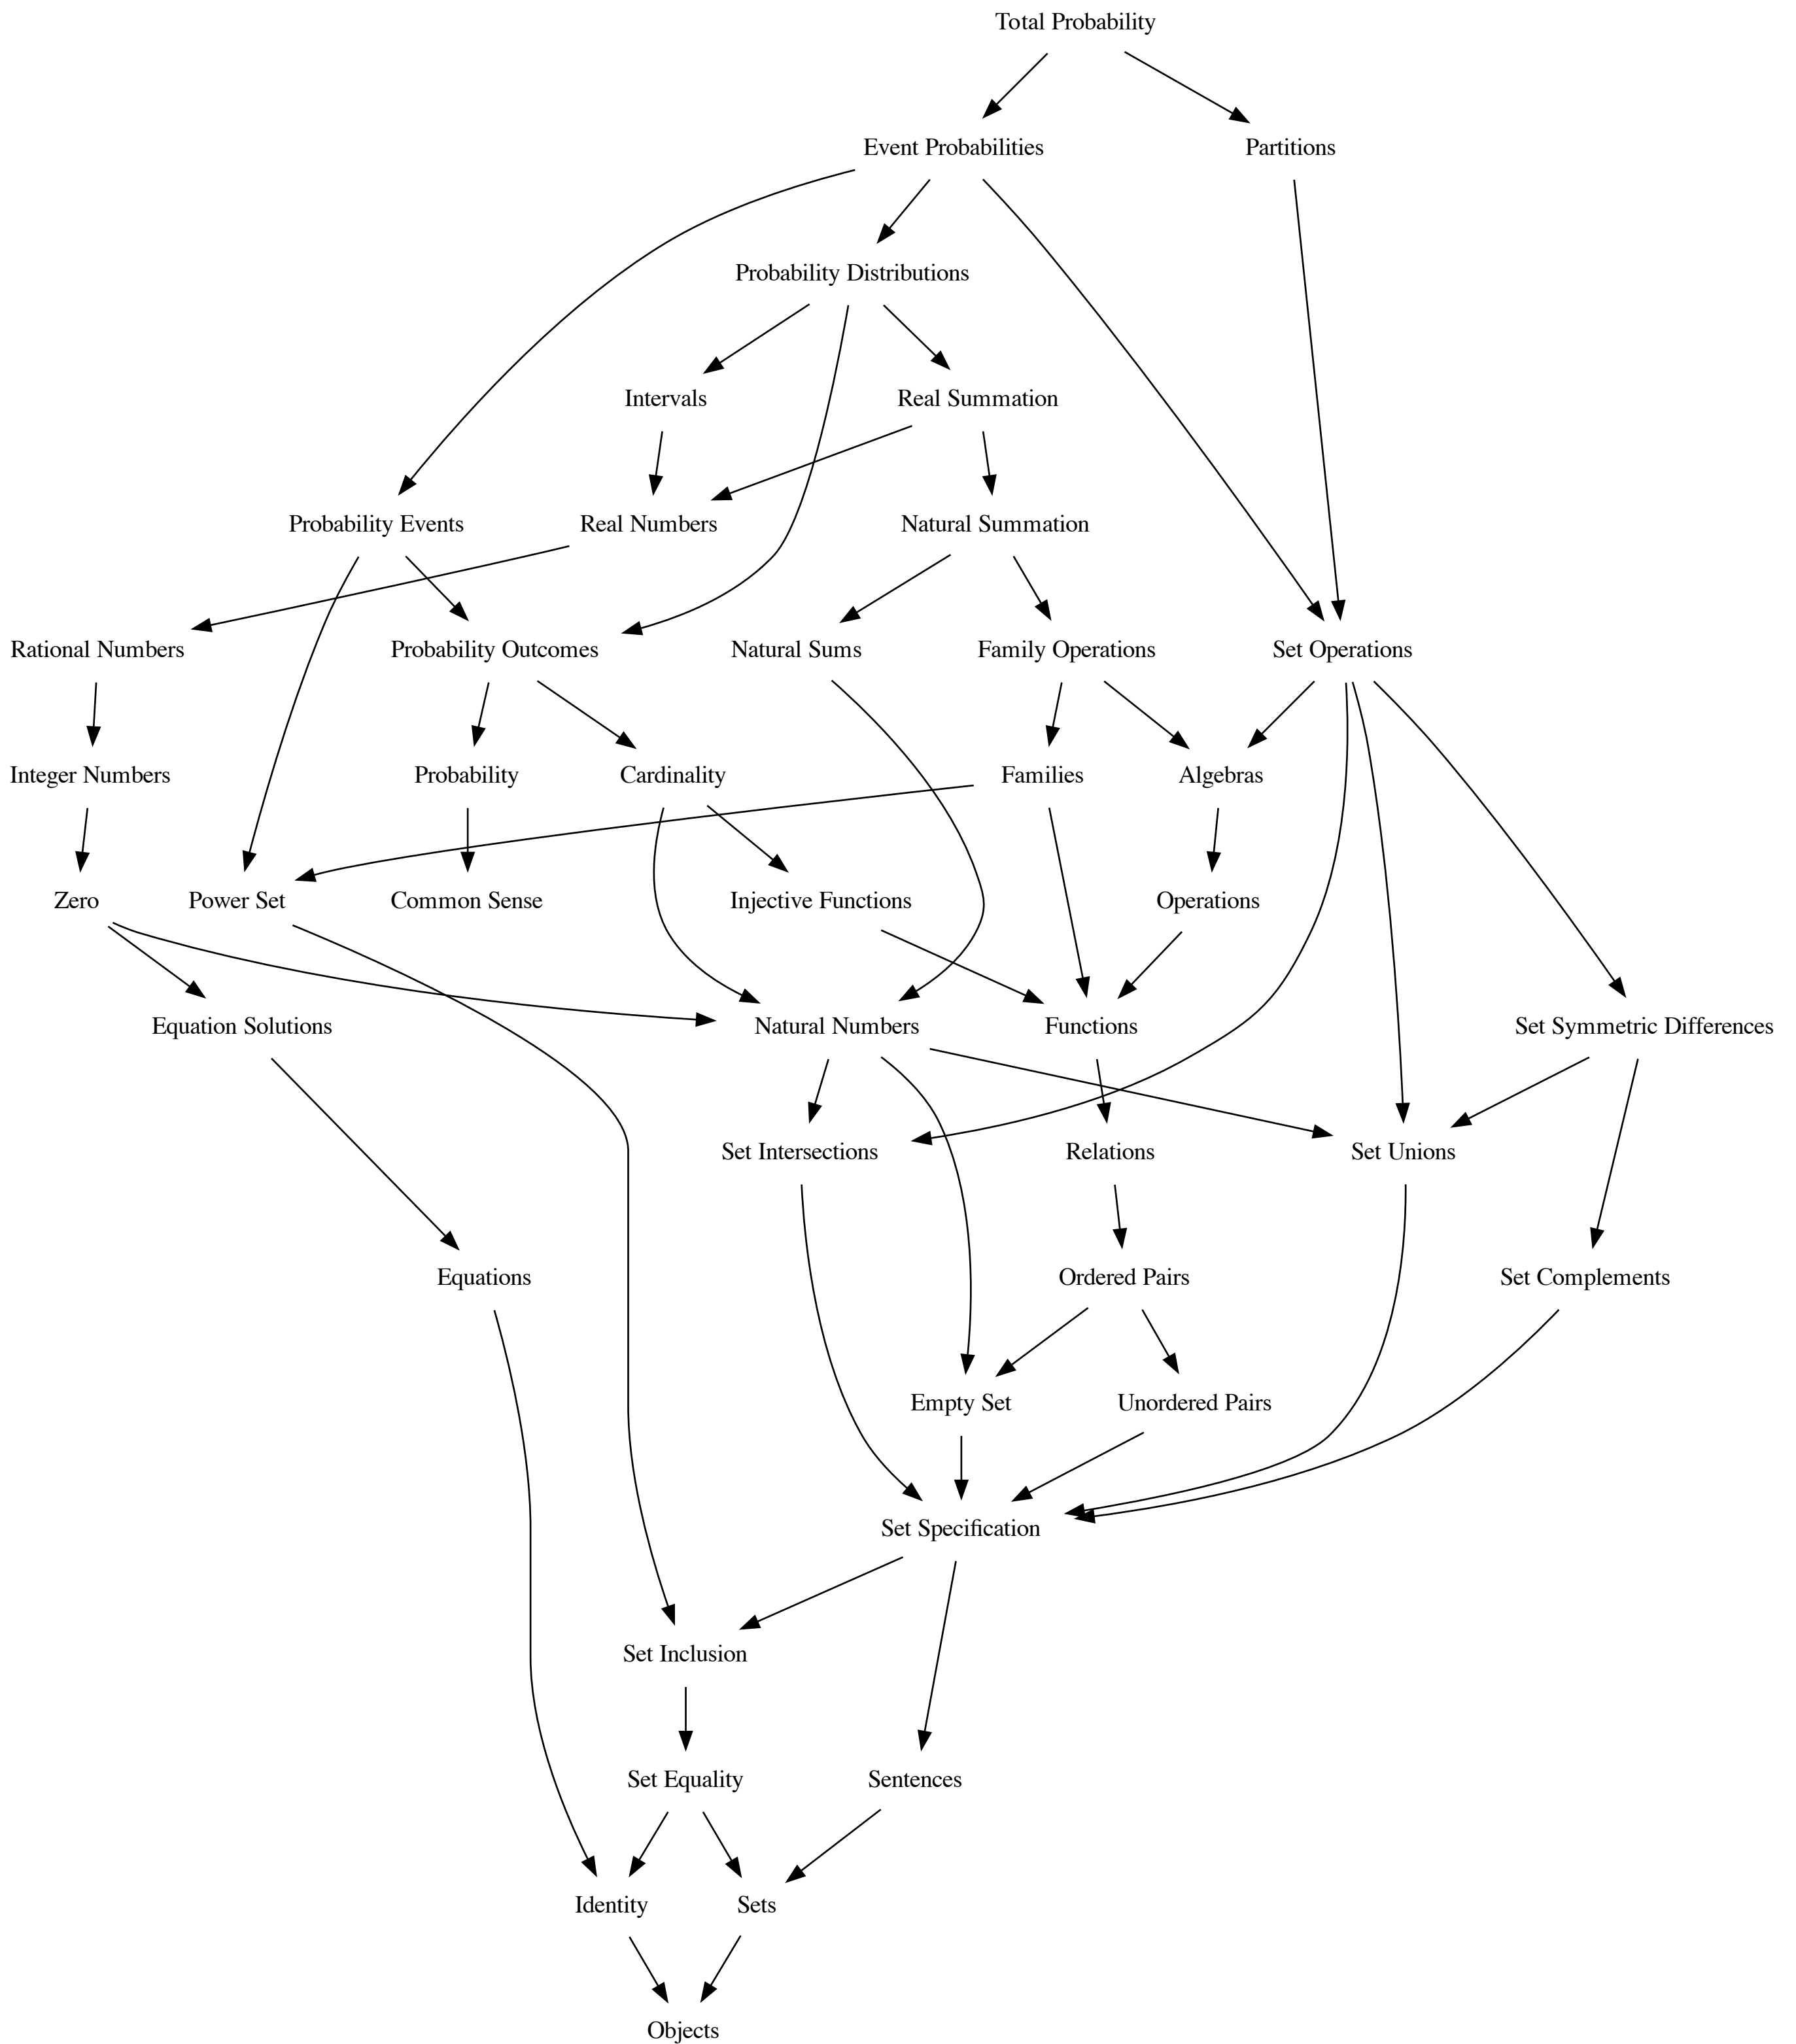 Total Probability
Event Probabilities
Partitions
Probability Distributions
Intervals
Real Summation
Probability Events
Real Numbers
Natural Summation
Rational Numbers
Probability Outcomes
Natural Sums
Family Operations
Set Operations
Integer Numbers
Probability
Cardinality
Families
Algebras
Zero
Power Set
Common Sense
Injective Functions
Operations
Equation Solutions
Natural Numbers
Functions
Set Symmetric Differences
Set Intersections
Relations
Set Unions
Equations
Ordered Pairs
Set Complements
Empty Set
Unordered Pairs
Set Specification
Set Inclusion
Set Equality
Sentences
Identity
Sets
Objects